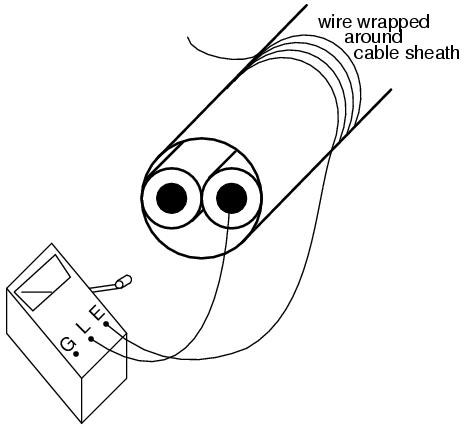 wire wrapped
around
cable sheath
G L E